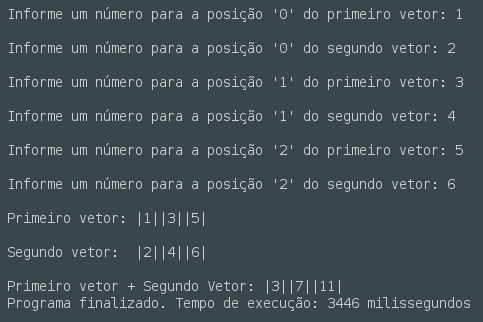 Informe um número para a posição '0' do primeiro vetor: 1
Informe um número para a posição '0' do segundo vetor: 2
Informe um número para a posição '1' do primeiro vetor: 3
Informe um número para a posição '1' do segundo vetor: 4
Informe um número para a posição '2' do primeiro vetor: 5
Informe um número para a posição '2' do segundo vetor: 6
Primeiro vetor: |1||3||5|
Segundo vetor:  |2||4||6|
Primeiro vetor + Segundo Vetor: |3||7||11|
Programa finalizado. Tempo de execução: 3446 milissegundos